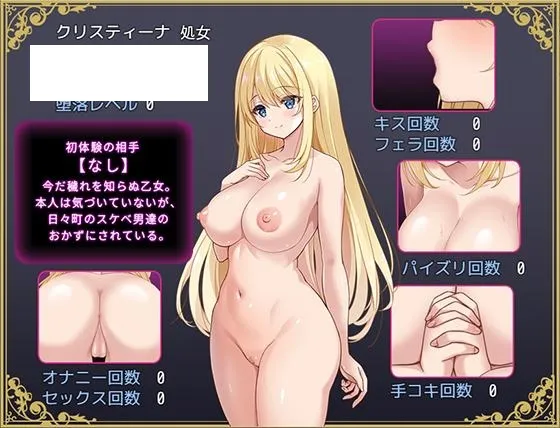 クリスティーナ 処女
堕落レベル 0
初体験の相手
【なし】
今だ穢れを知らぬ乙女。
本人は気づいていないが、
日々町のスケベ男達の
おかずにされている。
オナニー回数 0
セックス回数 0
キス回数 0
フェラ回数 0
パイズリ回数 0
手コキ回数 0